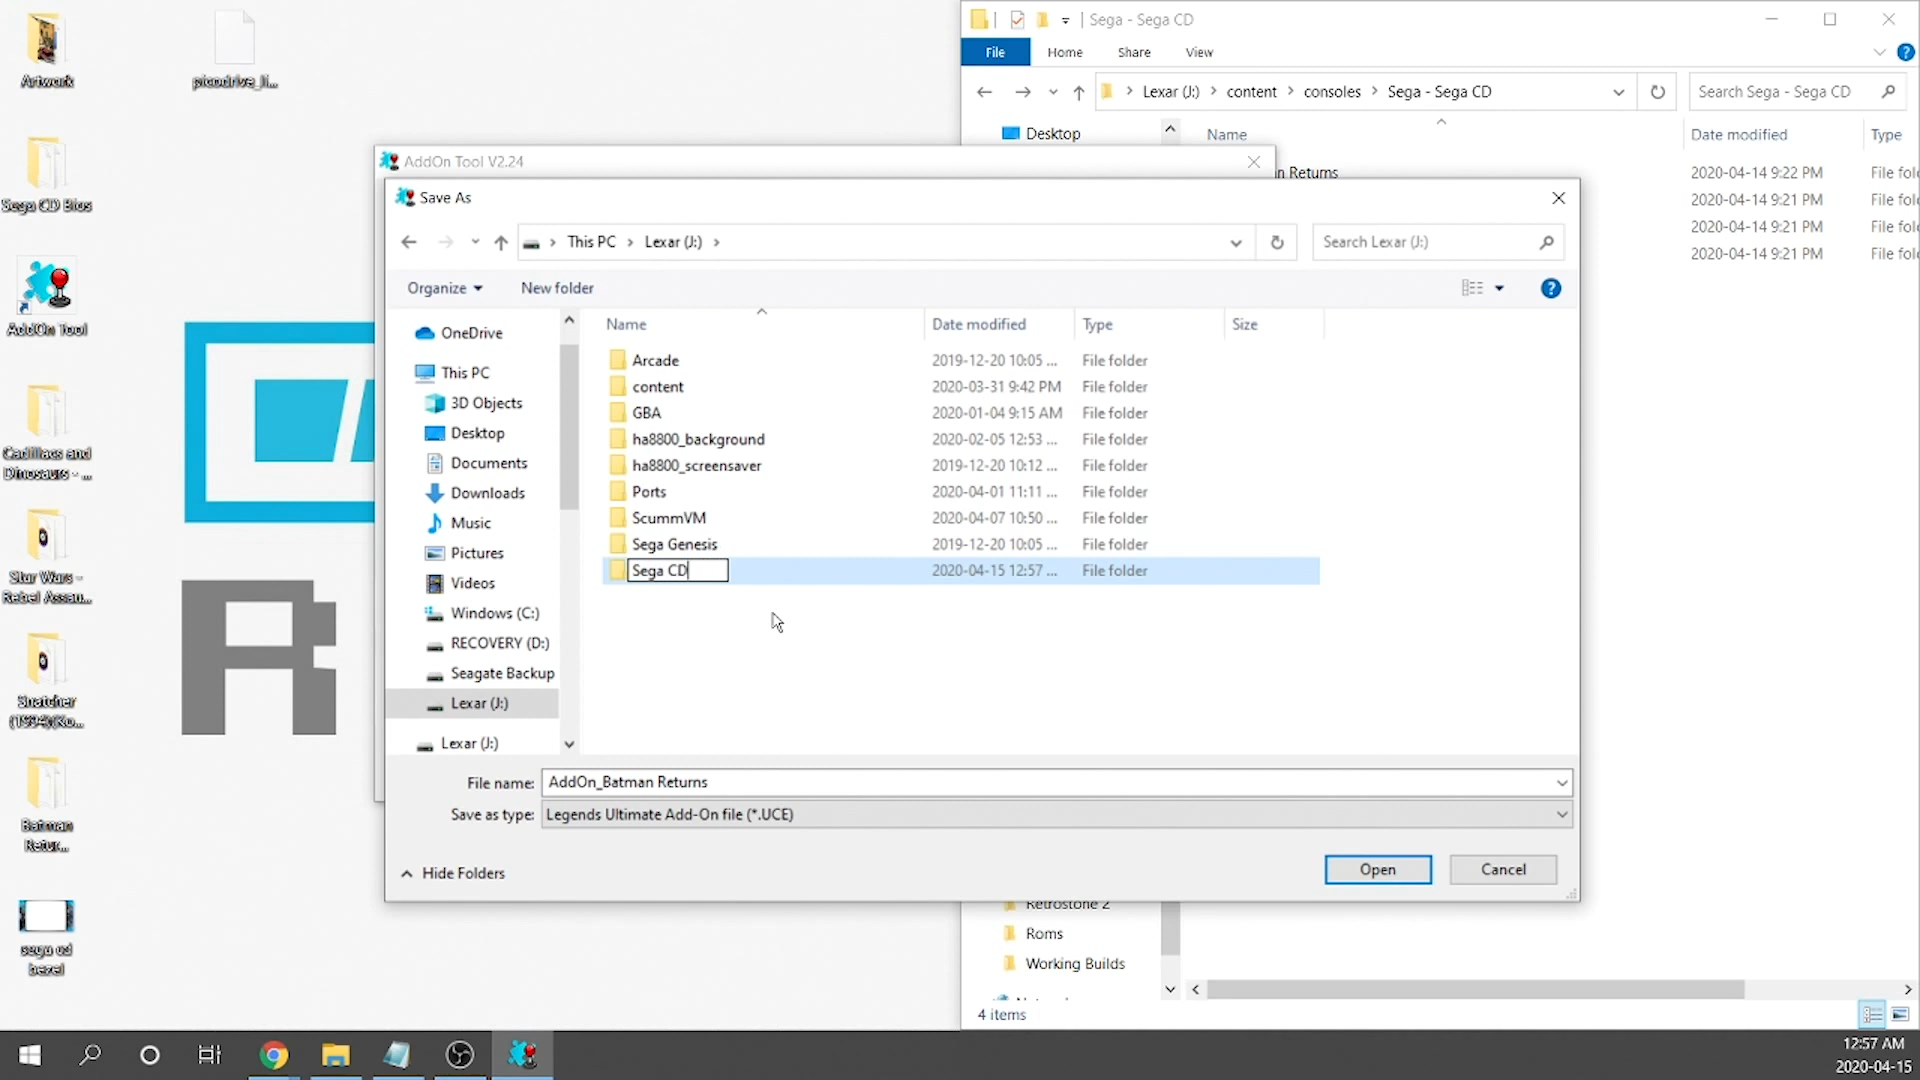 Artwork
picodrive_li...
Sega CD Bios
AddOn Tool
Cadillacs and
Dinosaurs - ...
Star Wars -
Rebel Assau...
Snatcher
(1994)(Ko...
Batman
Retur...
sega cd
bezel
Sega - Sega CD
File
Home
Share
View
Lexar (J:)
content
consoles
Sega - Sega CD
Search Sega - Sega CD
Desktop
Name
Date modified
Type
n Returns
2020-04-14 9:22 PM
File fol
2020-04-14 9:21 PM
File fol
2020-04-14 9:21 PM
File fol
2020-04-14 9:21 PM
File fol
AddOn Tool V2.24
Save As
This PC
Lexar (J:)
Search Lexar (J:)
Organize
New folder
OneDrive
This PC
3D Objects
Desktop
Documents
Downloads
Music
Pictures
Videos
Windows (C:)
RECOVERY (D:)
Seagate Backup
Lexar (J:)
Lexar (J:)
Name
Date modified
Type
Size
Arcade
2019-12-20 10:05 ...
File folder
content
2020-03-31 9:42 PM
File folder
GBA
2020-01-04 9:15 AM
File folder
ha8800_background
2020-02-05 12:53 ...
File folder
ha8800_screensaver
2019-12-20 10:12 ...
File folder
Ports
2020-04-01 11:11 ...
File folder
ScummVM
2020-04-07 10:50 ...
File folder
Sega Genesis
2019-12-20 10:05 ...
File folder
Sega CD
2020-04-15 12:57 ...
File folder
File name:
AddOn_Batman Returns
Save as type:
Legends Ultimate Add-On file (*.UCE)
Hide Folders
Open
Cancel
Retrostone 2
Roms
Working Builds
4 items
12:57 AM
2020-04-15